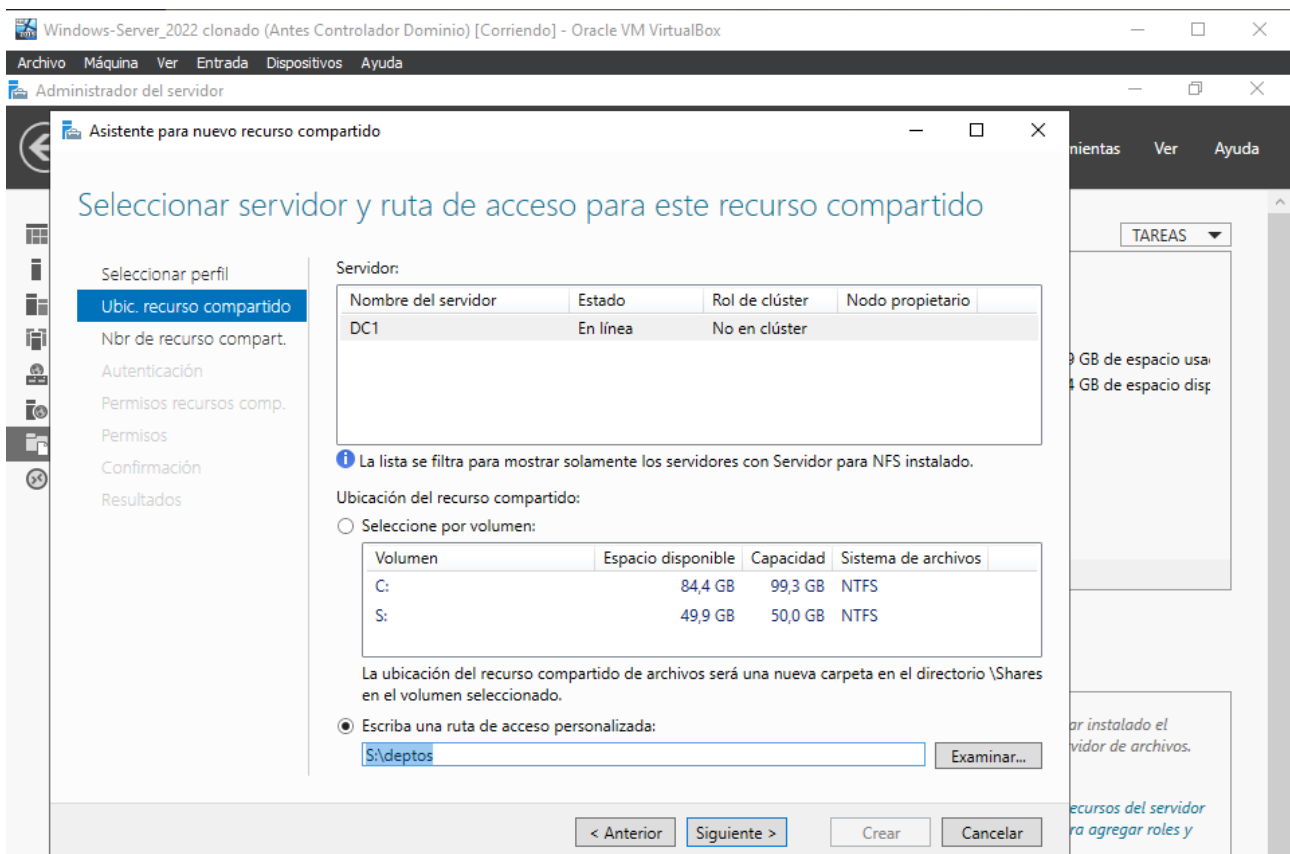 Windows-Server_2022 clonado (Antes Controlador Dominio) [Corriendo] - Oracle VM VirtualBox
Archivo Máquina Ver Entrada Dispositivos Ayuda
Administrador del servidor
Asistente para nuevo recurso compartido
mientas Ver Ayuda
Seleccionar servidor y ruta de acceso para este recurso compartido
TAREAS
Seleccionar perfil
Ubic. recurso compartido
Nbr de recurso compart.
Autenticación
Permisos recursos comp.
Permisos
Confirmación
Resultados
Servidor:
Nombre del servidor Estado Rol de clúster Nodo propietario
DC1 En línea No en clúster
9 GB de espacio usa
4 GB de espacio disp
La lista se filtra para mostrar solamente los servidores con Servidor para NFS instalado.
Ubicación del recurso compartido:
Seleccione por volumen:
Volumen Espacio disponible Capacidad Sistema de archivos
C: 84,4 GB 99,3 GB NTFS
S: 49,9 GB 50,0 GB NTFS
La ubicación del recurso compartido de archivos será una nueva carpeta en el directorio \Shares
en el volumen seleccionado.
Escriba una ruta de acceso personalizada:
S:\deptos
Examinar...
ar instalado el
vidor de archivos.
ecursos del servidor
ra agregar roles y
< Anterior Siguiente > Crear Cancelar